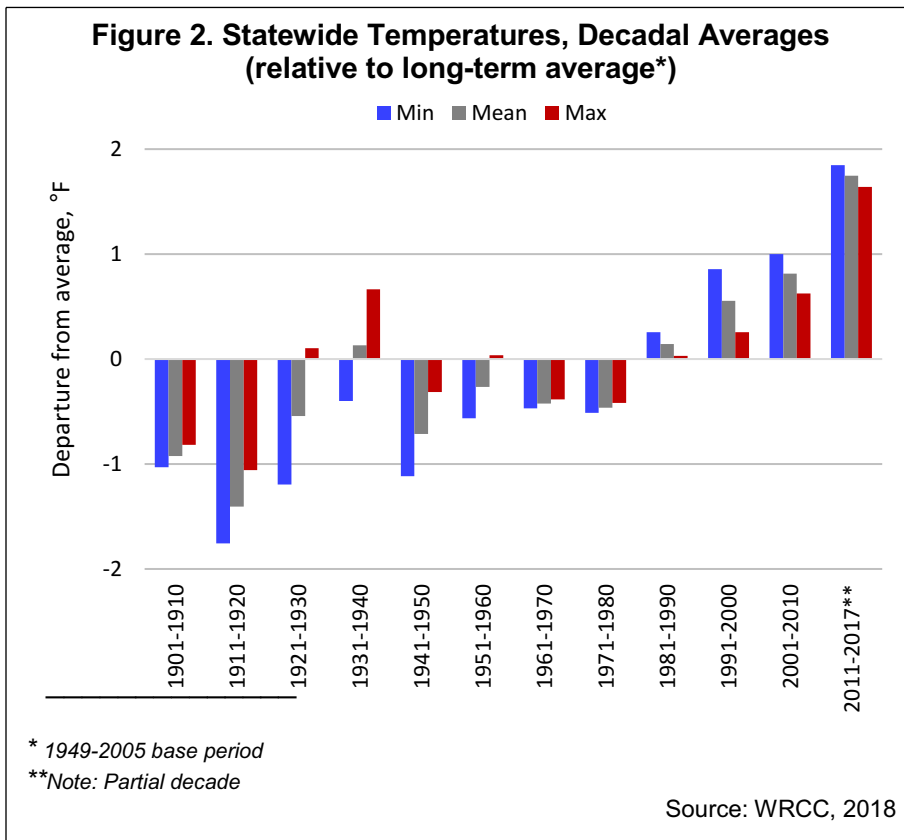 Figure 2. Statewide Temperatures, Decadal Averages
(relative to long-term average*)
Min Mean Max
Departure from average, °F
2
1
0
-1
-2
1901-1910
1911-1920
1921-1930
1931-1940
1941-1950
1951-1960
1961-1970
1971-1980
1981-1990
1991-2000
2001-2010
2011-2017**
* 1949-2005 base period
**Note: Partial decade
Source: WRCC, 2018